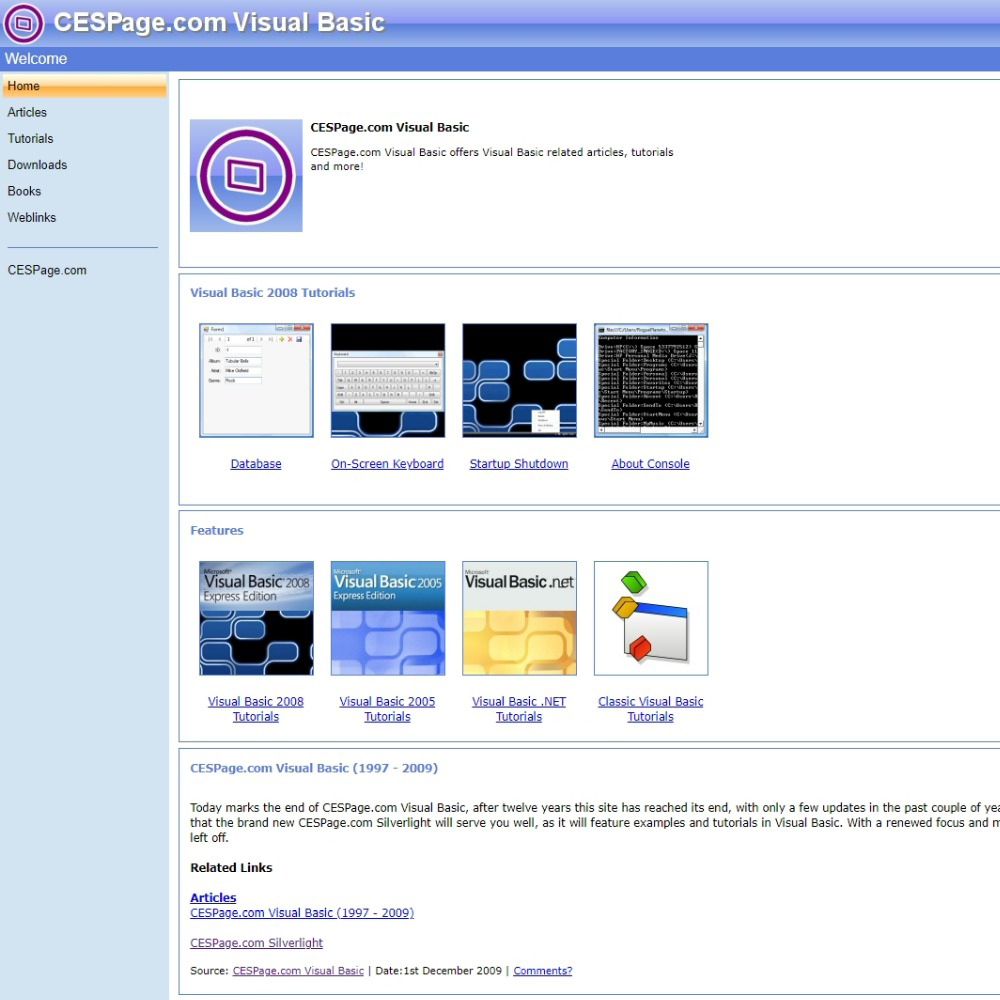 CESPage.com Visual Basic
Welcome
Home
Articles
Tutorials
Downloads
Books
Weblinks
CESPage.com
CESPage.com Visual Basic
CESPage.com Visual Basic offers Visual Basic related articles, tutorials
and more!
Visual Basic 2008 Tutorials
Form1
Database
On-Screen Keyboard
Startup Shutdown
About Console
Features
Microsoft
Visual Basic 2008
Express Edition
Microsoft
Visual Basic 2005
Express Edition
Microsoft
Visual Basic .net
Visual Basic 2008
Tutorials
Visual Basic 2005
Tutorials
Visual Basic .NET
Tutorials
Classic Visual Basic
Tutorials
CESPage.com Visual Basic (1997 - 2009)
Today marks the end of CESPage.com Visual Basic, after twelve years this site has reached its end, with only a few updates in the past couple of
that the brand new CESPage.com Silverlight will serve you well, as it will feature examples and tutorials in Visual Basic. With a renewed focus and
left off.
Related Links
Articles
CESPage.com Visual Basic (1997 - 2009)
CESPage.com Silverlight
Source: CESPage.com Visual Basic | Date:1st December 2009 | Comments?